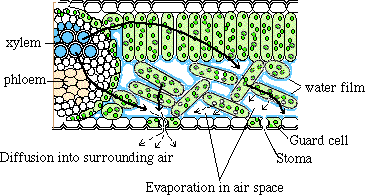 xylem
phloem
water film
Guard cell
Stoma
Diffusion into surrounding air
Evaporation in air space